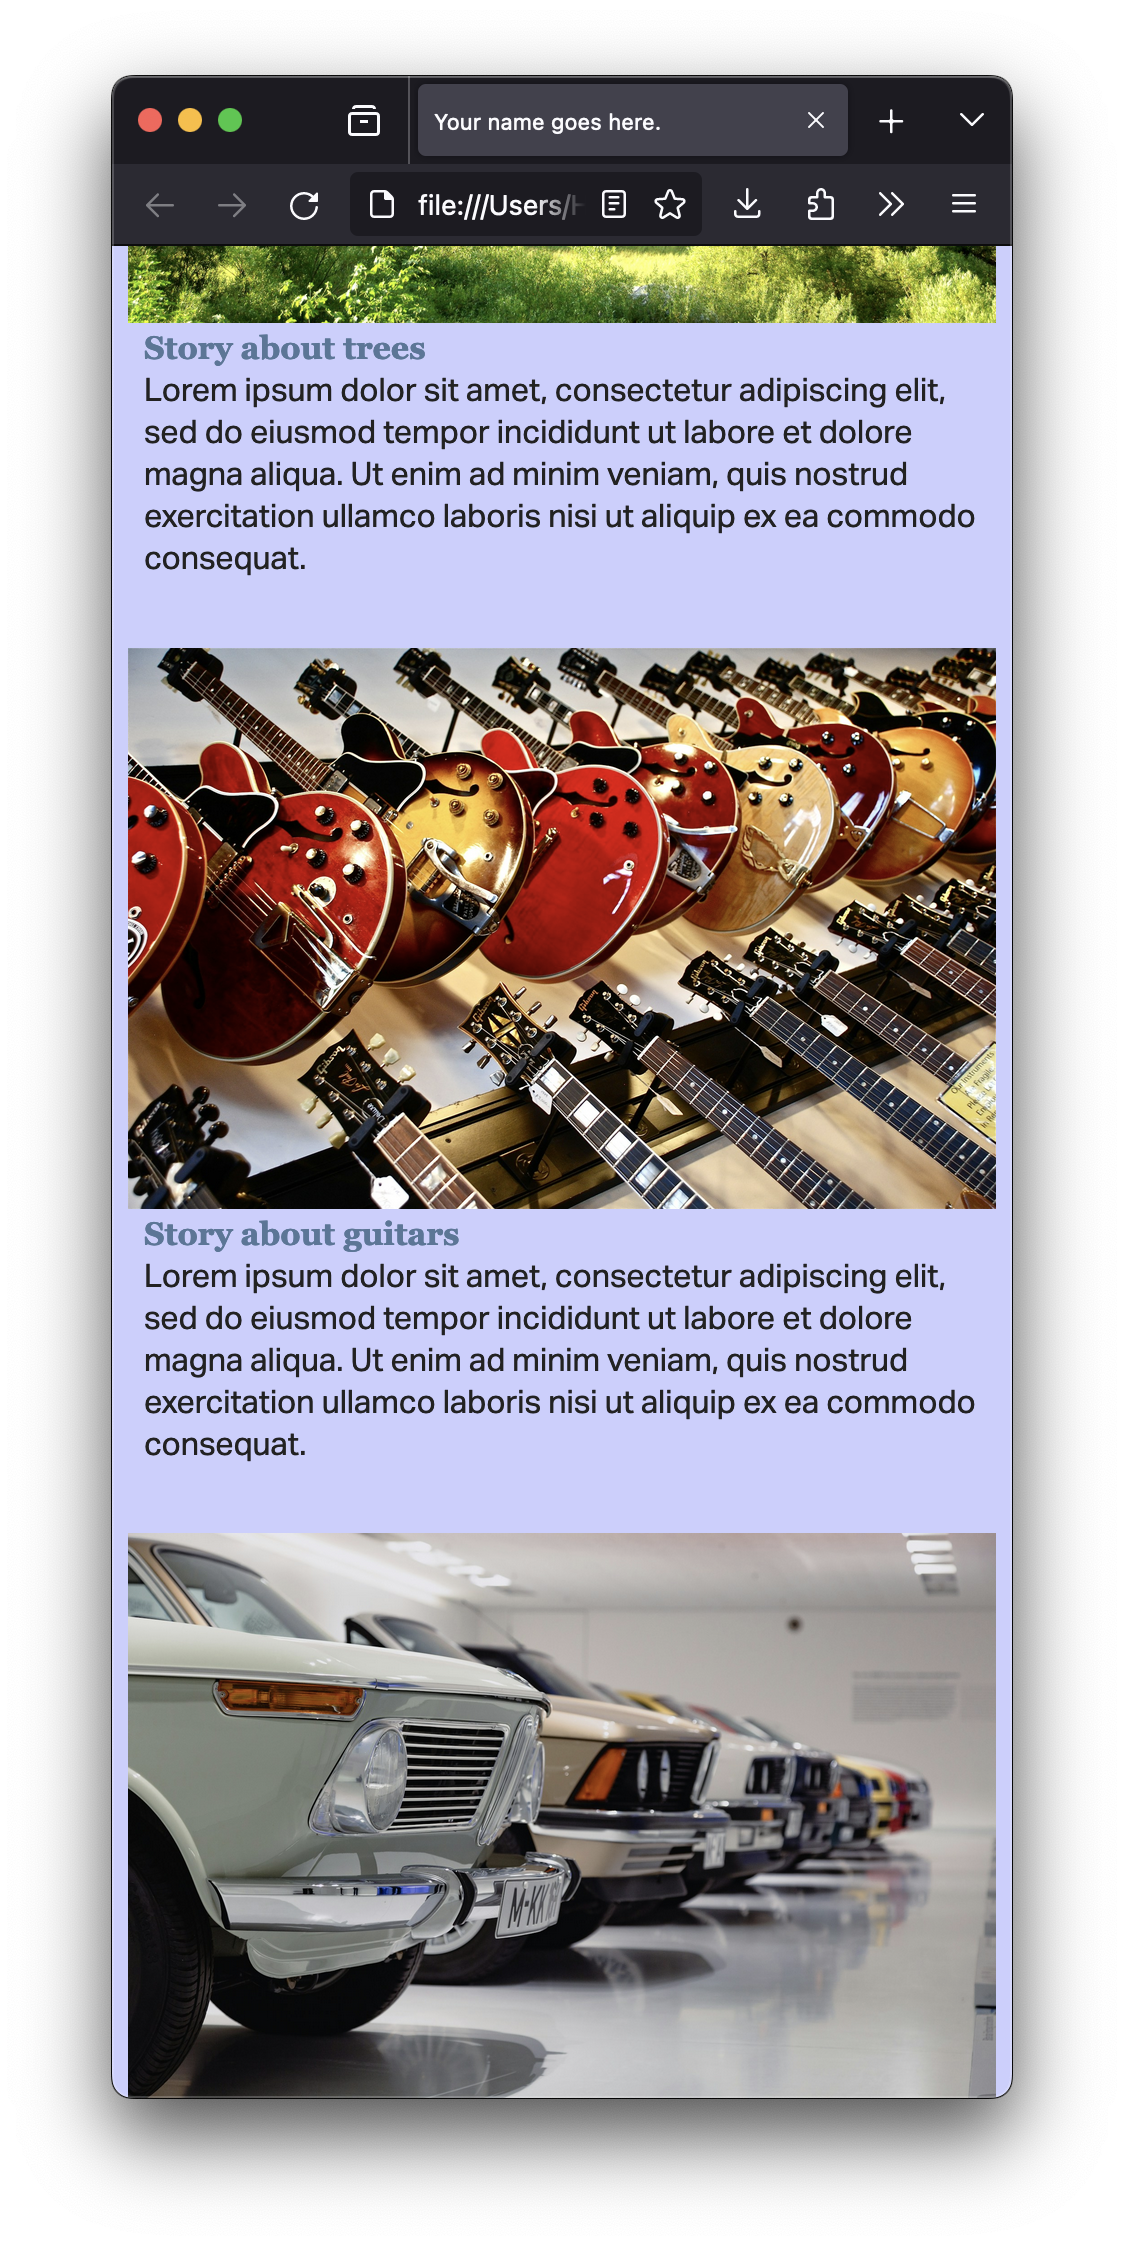 Your name goes here.
file:///Users/
Story about trees
Lorem ipsum dolor sit amet, consectetur adipiscing elit,
sed do eiusmod tempor incididunt ut labore et dolore
magna aliqua. Ut enim ad minim veniam, quis nostrud
exercitation ullamco laboris nisi ut aliquip ex ea commodo
consequat.
Gibson
Story about guitars
Lorem ipsum dolor sit amet, consectetur adipiscing elit,
sed do eiusmod tempor incididunt ut labore et dolore
magna aliqua. Ut enim ad minim veniam, quis nostrud
exercitation ullamco laboris nisi ut aliquip ex ea commodo
consequat.